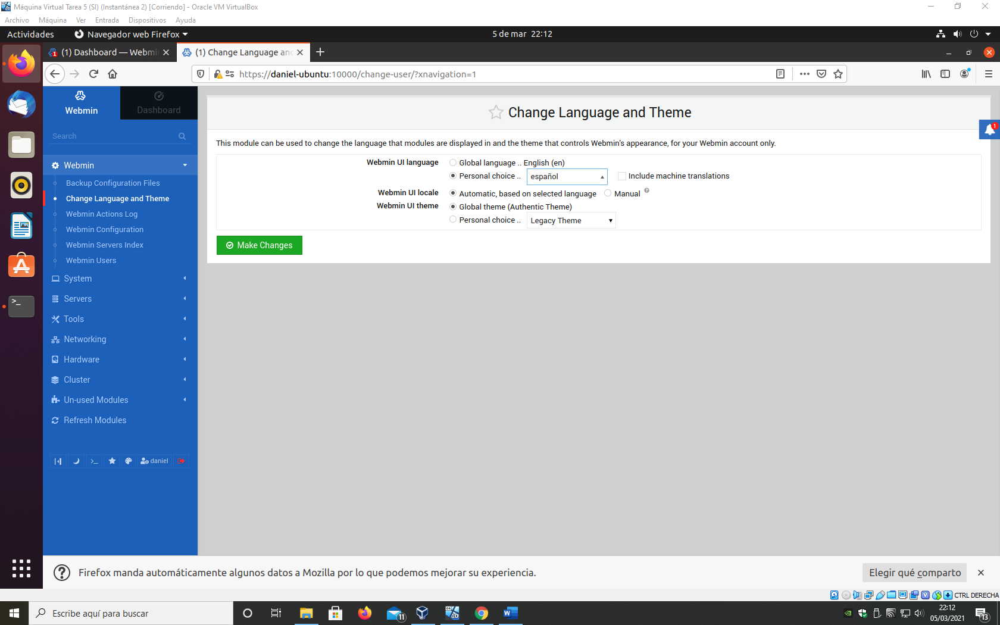 Máquina Virtual Tarea 5 (SI) (Instantánea 2) [Corriendo] - Oracle VM VirtualBox
Archivo Máquina Ver Entrada Dispositivos Ayuda
Actividades Navegador web Firefox 5 de mar 22:12
(1) Dashboard — Webmi (1) Change Language an
https://daniel-ubuntu:10000/change-user/?xnavigation=1
Webmin Dashboard
Search
Webmin
Backup Configuration Files
Change Language and Theme
Webmin Actions Log
Webmin Configuration
Webmin Servers Index
Webmin Users
System
Servers
Tools
Networking
Hardware
Cluster
Un-used Modules
Refresh Modules
daniel
Change Language and Theme
1
This module can be used to change the language that modules are displayed in and the theme that controls Webmin's appearance, for your Webmin account only.
Webmin UI language Global language .. English (en)
Personal choice .. español Include machine translations
Webmin UI locale Automatic, based on selected language Manual
Webmin UI theme Global theme (Authentic Theme)
Personal choice .. Legacy Theme
Make Changes
Firefox manda automáticamente algunos datos a Mozilla por lo que podemos mejorar su experiencia. Elegir qué comparto
CTRL DERECHA
Escribe aquí para buscar
11
22:12
05/03/2021
13